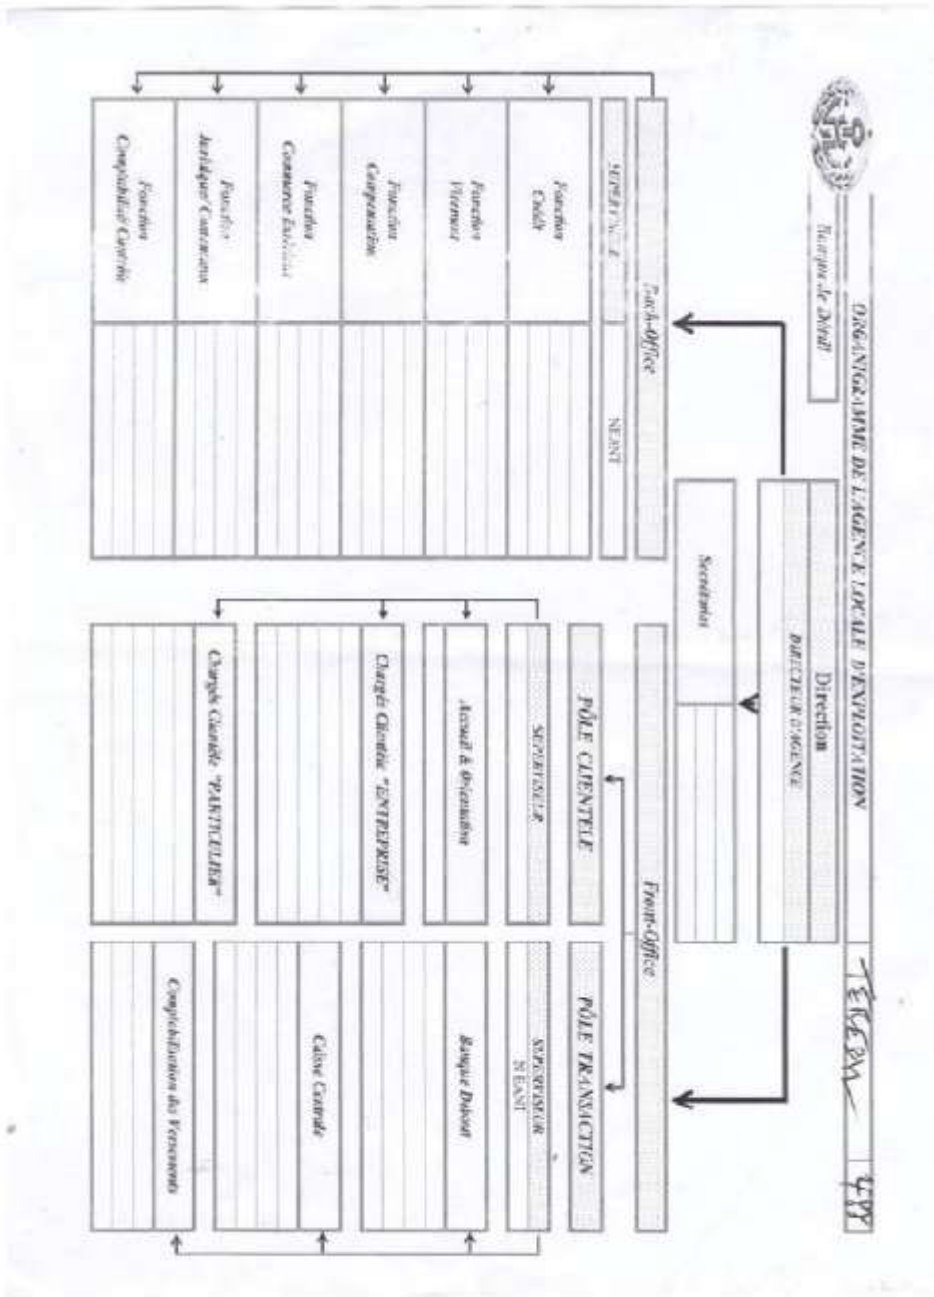 ORGANIGRAMME DE L'AGENCE LOCALE D'EXPLOITATION
Banque de Détail
Direction
DIRECTEUR D'AGENCE
Secrétariat
Back-Office
NEANT
Fonction
Crédit
Fonction
Virement
Fonction
Compensation
Fonction
Commerce Extérieur
Fonction
Juridique/Contentieux
Fonction
Comptabilité/Contrôle
Front-Office
PÔLE CLIENTELE
SUPERVISEUR
Accueil & Orientation
Chargés Clientèle "ENTREPRISE"
Chargés Clientèle "PARTICULIER"
PÔLE TRANSACTION
SUPERVISEUR
NEANT
Banque Debout
Caisse Centrale
Comptabilisation des Versements